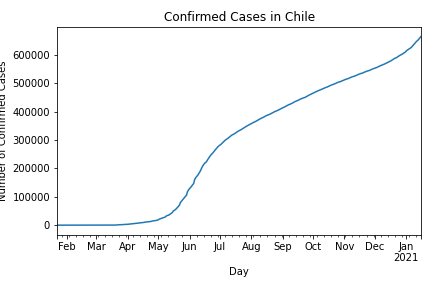 Confirmed Cases in Chile
Number of Confirmed Cases
600000
500000
400000
300000
200000
100000
0
Feb Mar Apr May Jun Jul Aug Sep Oct Nov Dec Jan
2021
Day